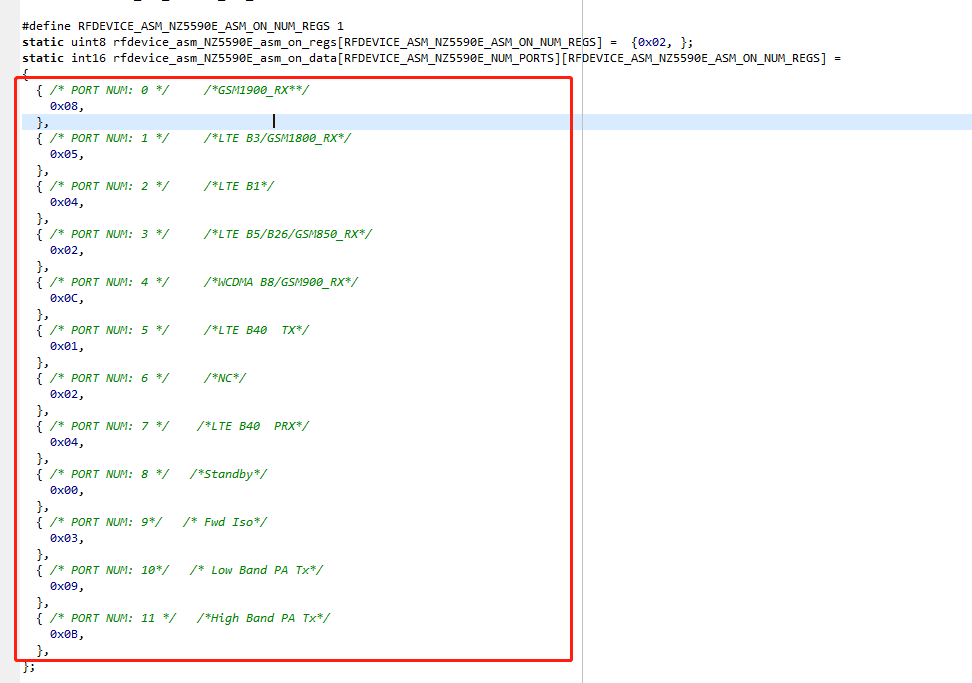 #define RFDEVICE_ASM_NZ5590E_ASM_ON_NUM_REGS 1
static uint8 rfdevice_asm_NZ5590E_asm_on_regs[RFDEVICE_ASM_NZ5590E_ASM_ON_NUM_REGS] =  {0x02, };
static int16 rfdevice_asm_NZ5590E_asm_on_data[RFDEVICE_ASM_NZ5590E_NUM_PORTS][RFDEVICE_ASM_NZ5590E_ASM_ON_NUM_REGS] =
{
  { /* PORT NUM: 0 */     /*GSM1900_RX**/
    0x08,
  },
  { /* PORT NUM: 1 */     /*LTE B3/GSM1800_RX*/
    0x05,
  },
  { /* PORT NUM: 2 */     /*LTE B1*/
    0x04,
  },
  { /* PORT NUM: 3 */     /*LTE B5/B26/GSM850_RX*/
    0x02,
  },
  { /* PORT NUM: 4 */     /*WCDMA B8/GSM900_RX*/
    0x0C,
  },
  { /* PORT NUM: 5 */     /*LTE B40  TX*/
    0x01,
  },
  { /* PORT NUM: 6 */     /*NC*/
    0x02,
  },
  { /* PORT NUM: 7 */    /*LTE B40  PRX*/
    0x04,
  },
  { /* PORT NUM: 8 */   /*Standby*/
    0x00,
  },
  { /* PORT NUM: 9*/   /* Fwd Iso*/
    0x03,
  },
  { /* PORT NUM: 10*/   /* Low Band PA Tx*/
    0x09,
  },
  { /* PORT NUM: 11 */   /*High Band PA Tx*/
    0x0B,
  },
};